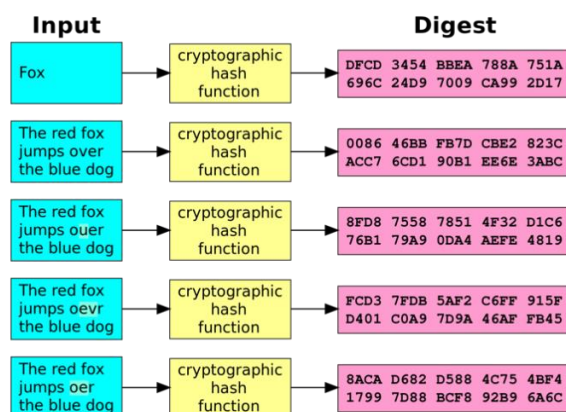 Input
Digest
Fox
cryptographic
hash
function
DFCD 3454 BBEA 788A 751A
696C 24D9 7009 CA99 2D17
The red fox
jumps over
the blue dog
cryptographic
hash
function
0086 46BB FB7D CBE2 823C
ACC7 6CD1 90B1 EE6E 3ABC
The red fox
jumps ouer
the blue dog
cryptographic
hash
function
8FD8 7558 7851 4F32 D1C6
76B1 79A9 0DA4 AEFE 4819
The red fox
jumps oevr
the blue dog
cryptographic
hash
function
FCD3 7FDB 5AF2 C6FF 915F
D401 C0A9 7D9A 46AF FB45
The red fox
jumps oer
the blue dog
cryptographic
hash
function
8ACA D682 D588 4C75 4BF4
1799 7D88 BCF8 92B9 6A6C